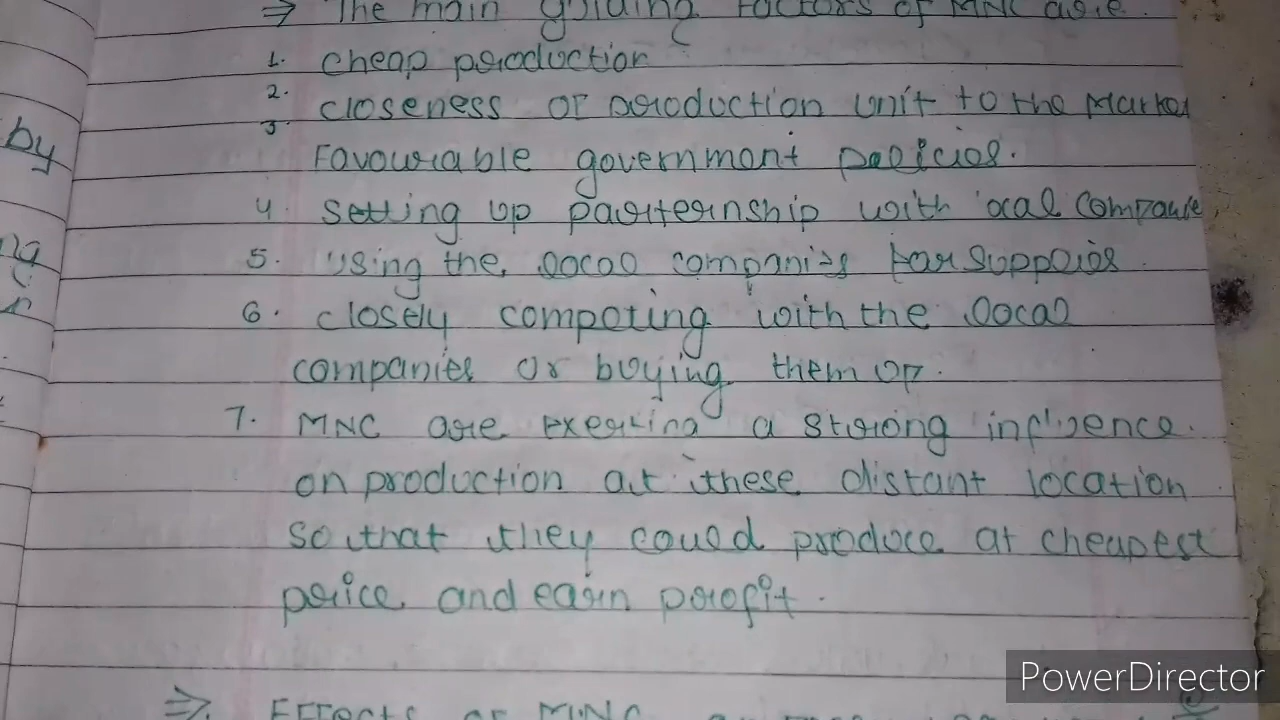 ⇒ The main guiding factors of MNC are
1. cheap production
2. closeness of production unit to the Market
3. Favourable government policies.
by
4. setting up partenership with local companie
5. using the local companies for supplies
6. closely competing with the local
companies or buying them up.
7. MNC are exerting a strong influence
on production at these distant location
so that they could produce at cheapest
price and earn profit.
⇒ Effects of MNC
PowerDirector